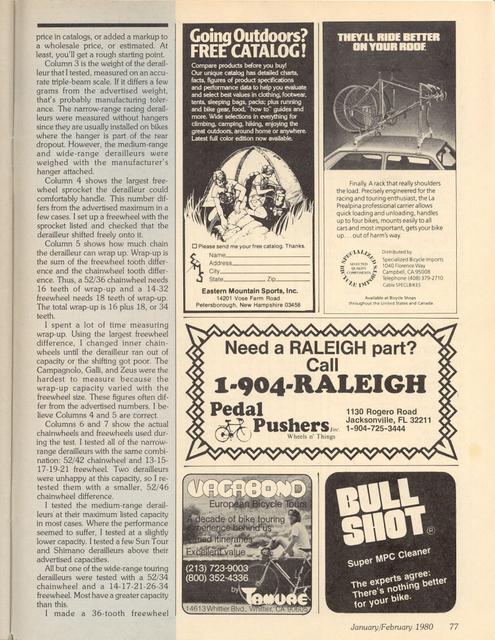 price in catalogs, or added a markup to
a wholesale price, or estimated. At
least, you'll get a rough starting point.
Column 3 is the weight of the derail-
leur that I tested, measured on an accu-
rate triple-beam scale. If it differs a few
grams from the advertised weight,
that's probably manufacturing toler-
ance. The narrow-range racing derail-
leurs were measured without hangers
since they are usually installed on bikes
where the hanger is part of the rear
dropout. However, the medium-range
and wide-range derailleurs were
weighed with the manufacturer's
hanger attached.
Column 4 shows the largest free-
wheel sprocket the derailleur could
comfortably handle. This number dif-
fers from the advertised maximum in a
few cases. I set up a freewheel with the
sprocket listed and checked that the
derailleur shifted freely onto it.
Column 5 shows how much chain
the derailleur can wrap up. Wrap-up is
the sum of the freewheel tooth differ-
ence and the chainwheel tooth differ-
ence. Thus, a 52/36 chainwheel needs
16 teeth of wrap-up and a 14-32
freewheel needs 18 teeth of wrap-up.
The total wrap-up is 16 plus 18, or 34
teeth.
I spent a lot of time measuring
wrap-up. Using the largest freewheel
difference, I changed inner chain-
wheels until the derailleur ran out of
capacity or the shifting got poor. The
Campagnolo, Galli, and Zeus were the
hardest to measure because the
wrap-up capacity varied with the
freewheel size. These figures often dif-
fer from the advertised numbers. I be-
lieve Columns 4 and 5 are correct.
Columns 6 and 7 show the actual
chainwheels and freewheels used dur-
ing the test. I tested all of the narrow-
range derailleurs with the same combi-
nation: 52/42 chainwheel and 13-15-
17-19-21 freewheel. Two derailleurs
were unhappy at this capacity, so I re-
tested them with a smaller, 52/46
chainwheel difference.
I tested the medium-range derail-
leurs at their maximum listed capacity
in most cases. Where the performance
seemed to suffer, I tested at a slightly
lower capacity. I tested a few Sun Tour
and Shimano derailleurs above their
advertised capacities.
All but one of the wide-range touring
derailleurs were tested with a 52/34
chainwheel and a 14-17-21-26-34
freewheel. Most have a greater capacity
than this.
I made a 36-tooth freewheel
Going Outdoors?
FREE CATALOG!
Compare products before you buy!
Our unique catalog has detailed charts,
facts, figures of product specifications
and performance data to help you evaluate
and select best values in clothing, footwear,
tents, sleeping bags, packs; plus running
and bike gear, food, "how to" guides and
more. Wide selections in everything for
climbing, camping, hiking, enjoying the
great outdoors, around home or anywhere.
Latest full color edition now available.
Please send me your free catalog. Thanks.
Name
Address
City
State Zip
EMS
Eastern Mountain Sports, Inc.
14201 Vose Farm Road
Petersborough, New Hampshire 03458
THEY'LL RIDE BETTER
ON YOUR ROOF.
Finally. A rack that really shoulders
the load. Precisely engineered for the
racing and touring enthusiast, the La
Prealpina professional carrier allows
quick loading and unloading, handles
up to four bikes, mounts easily to all
cars and most important, gets your bike
up. . . out of harm's way.
SPECIALIZED
SELECTED
QUALITY
COMPONENTS
BICYCLE IMPORTS
Distributed by
Specialized Bicycle Imports
1040 Florence Way
Campbell, CA 95008
Telephone (408) 379-2710
Cable SPECBIKES
Available at Bicycle Shops
throughout the United States and Canada
Need a RALEIGH part?
Call
1-904-RALEIGH
Pedal
Pushers Inc.
Wheels n' Things
1130 Rogero Road
Jacksonville, FL 32211
1-904-725-3444
VAGABOND
European Bicycle Tours
A decade of bike touring
experience behind us
itineraries
Excellent value
(213) 723-9003
(800) 352-4336
by
TAMURE
14613 Whittier Blvd., Whittier, CA 90605
BULL
SHOT
Super MPC Cleaner
The experts agree:
There's nothing better
for your bike.
January/February 1980 77